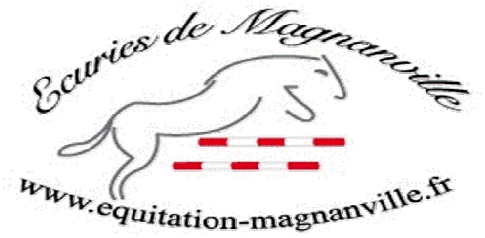 Ecuries de Magnanville
www.equitation-magnanville.fr